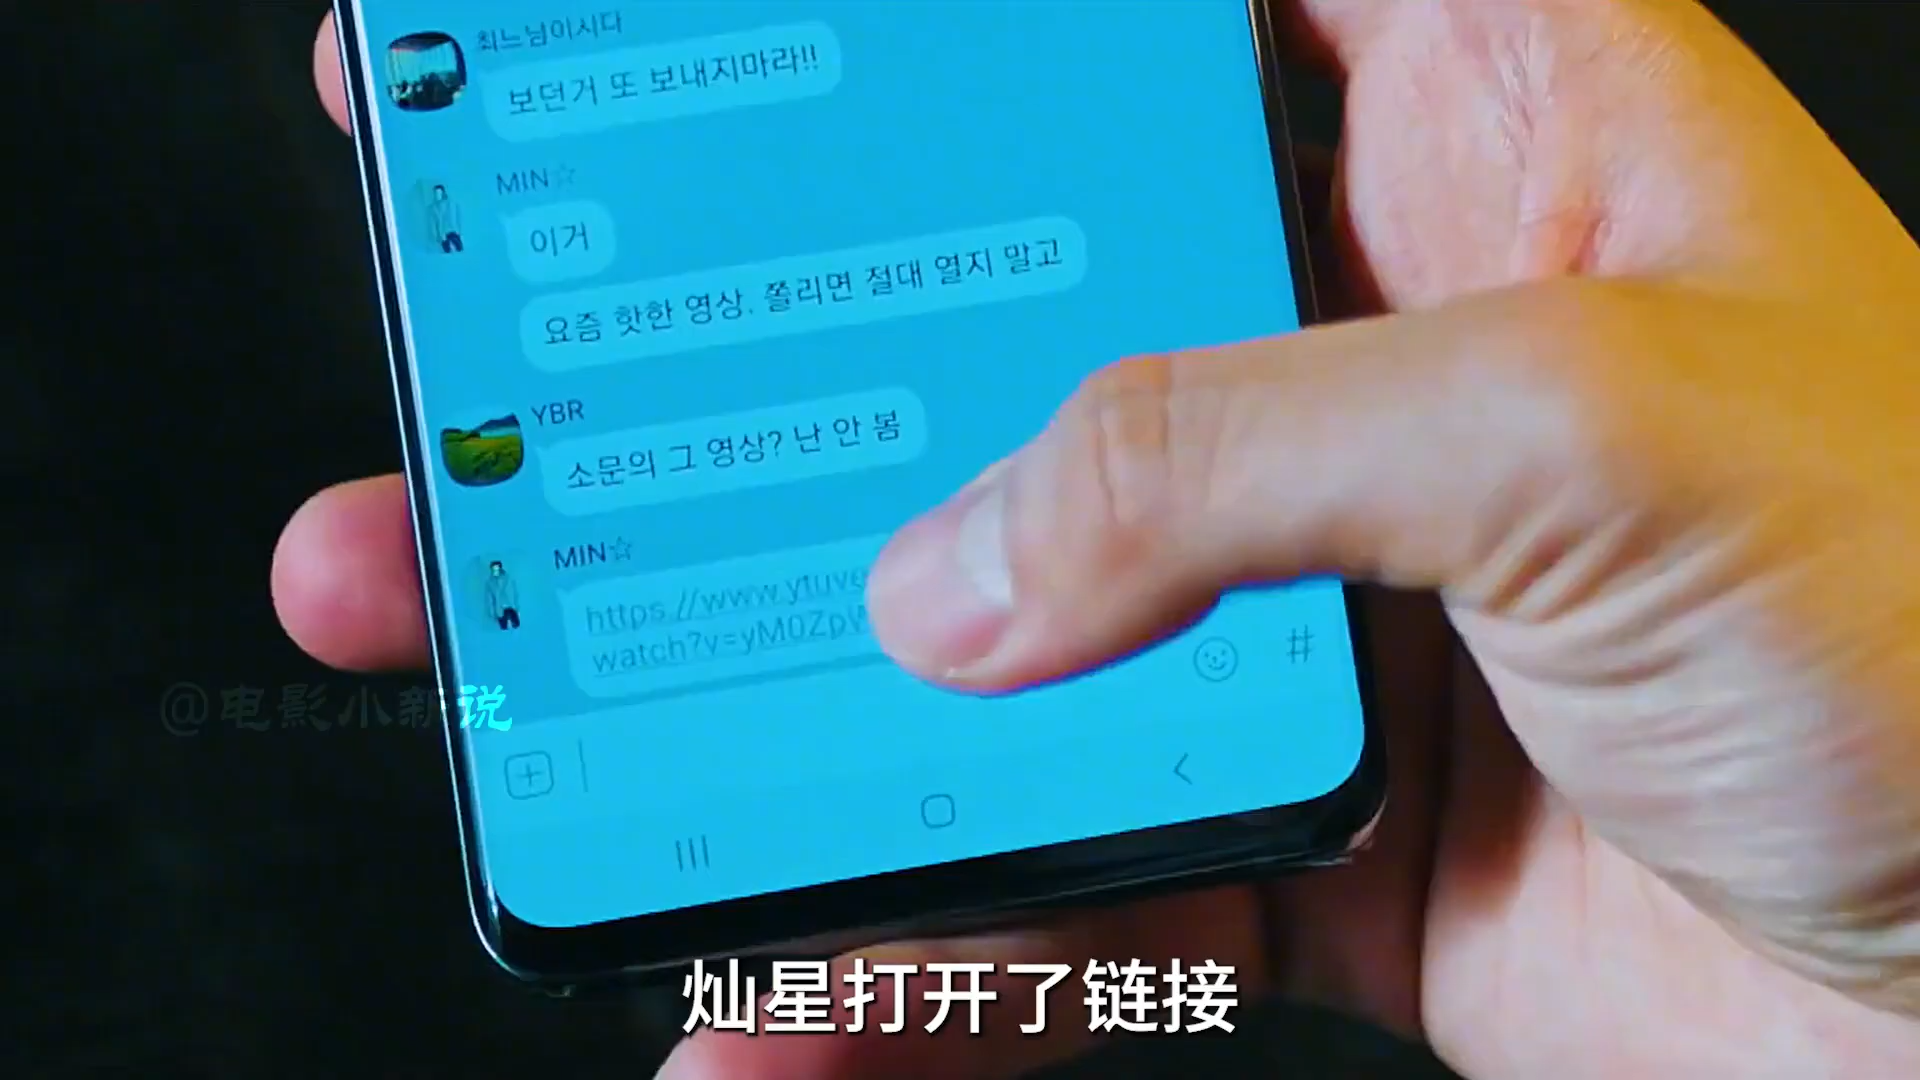 최느님이시다
보던거 또 보내지마라!!
MIN☆
이거
요즘 핫한 영상. 쫄리면 절대 열지 말고
YBR
소문의 그 영상? 난 안 봄
MIN☆
https://www.ytuve
watch?v=yM0Zp
#
@电影小新说
灿星打开了链接